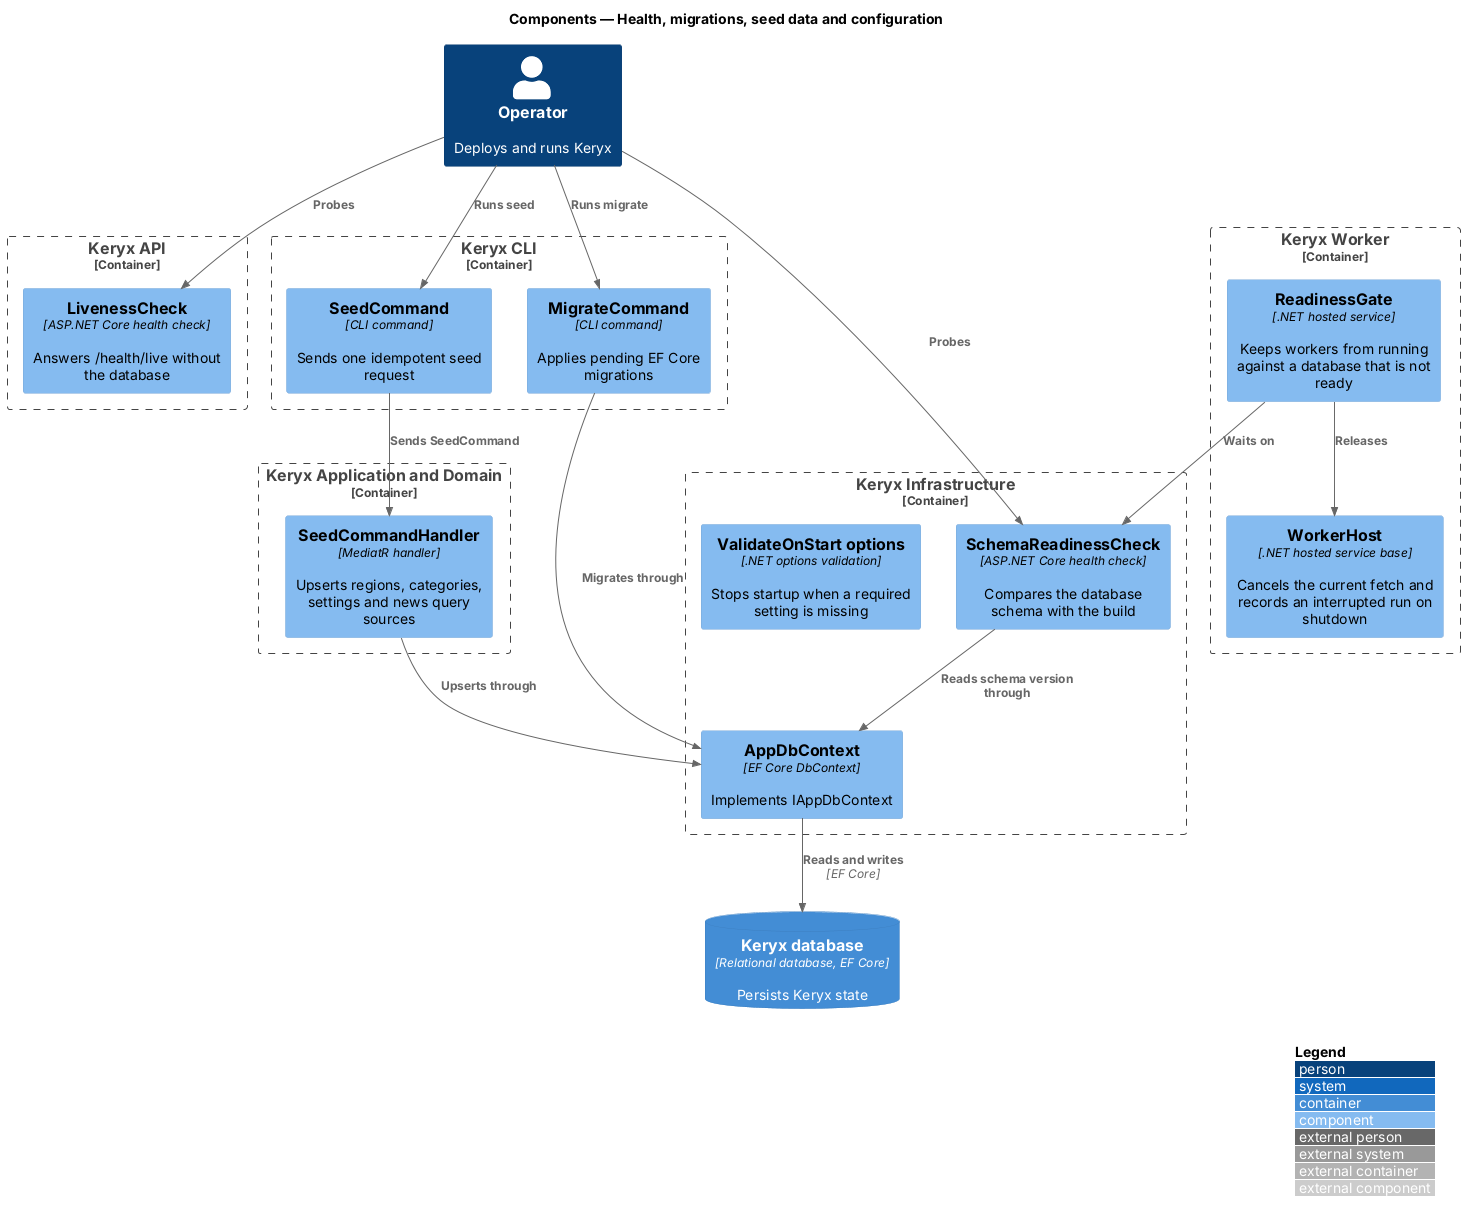 Components — Health, migrations, seed data and configuration
Operator
Deploys and runs Keryx
Probes
Runs seed
Runs migrate
Probes
Keryx API
[Container]
LivenessCheck
[ASP.NET Core health check]
Answers /health/live without
the database
Keryx CLI
[Container]
SeedCommand
[CLI command]
Sends one idempotent seed
request
MigrateCommand
[CLI command]
Applies pending EF Core
migrations
Keryx Worker
[Container]
ReadinessGate
[.NET hosted service]
Keeps workers from running
against a database that is not
ready
Sends SeedCommand
Waits on
Releases
Keryx Application and Domain
[Container]
SeedCommandHandler
[MediatR handler]
Upserts regions, categories,
settings and news query
sources
Migrates through
Keryx Infrastructure
[Container]
ValidateOnStart options
[.NET options validation]
Stops startup when a required
setting is missing
SchemaReadinessCheck
[ASP.NET Core health check]
Compares the database
schema with the build
WorkerHost
[.NET hosted service base]
Cancels the current fetch and
records an interrupted run on
shutdown
Upserts through
Reads schema version
through
AppDbContext
[EF Core DbContext]
Implements IAppDbContext
Reads and writes
[EF Core]
Keryx database
[Relational database, EF Core]
Persists Keryx state
Legend
person
system
container
component
external person
external system
external container
external component